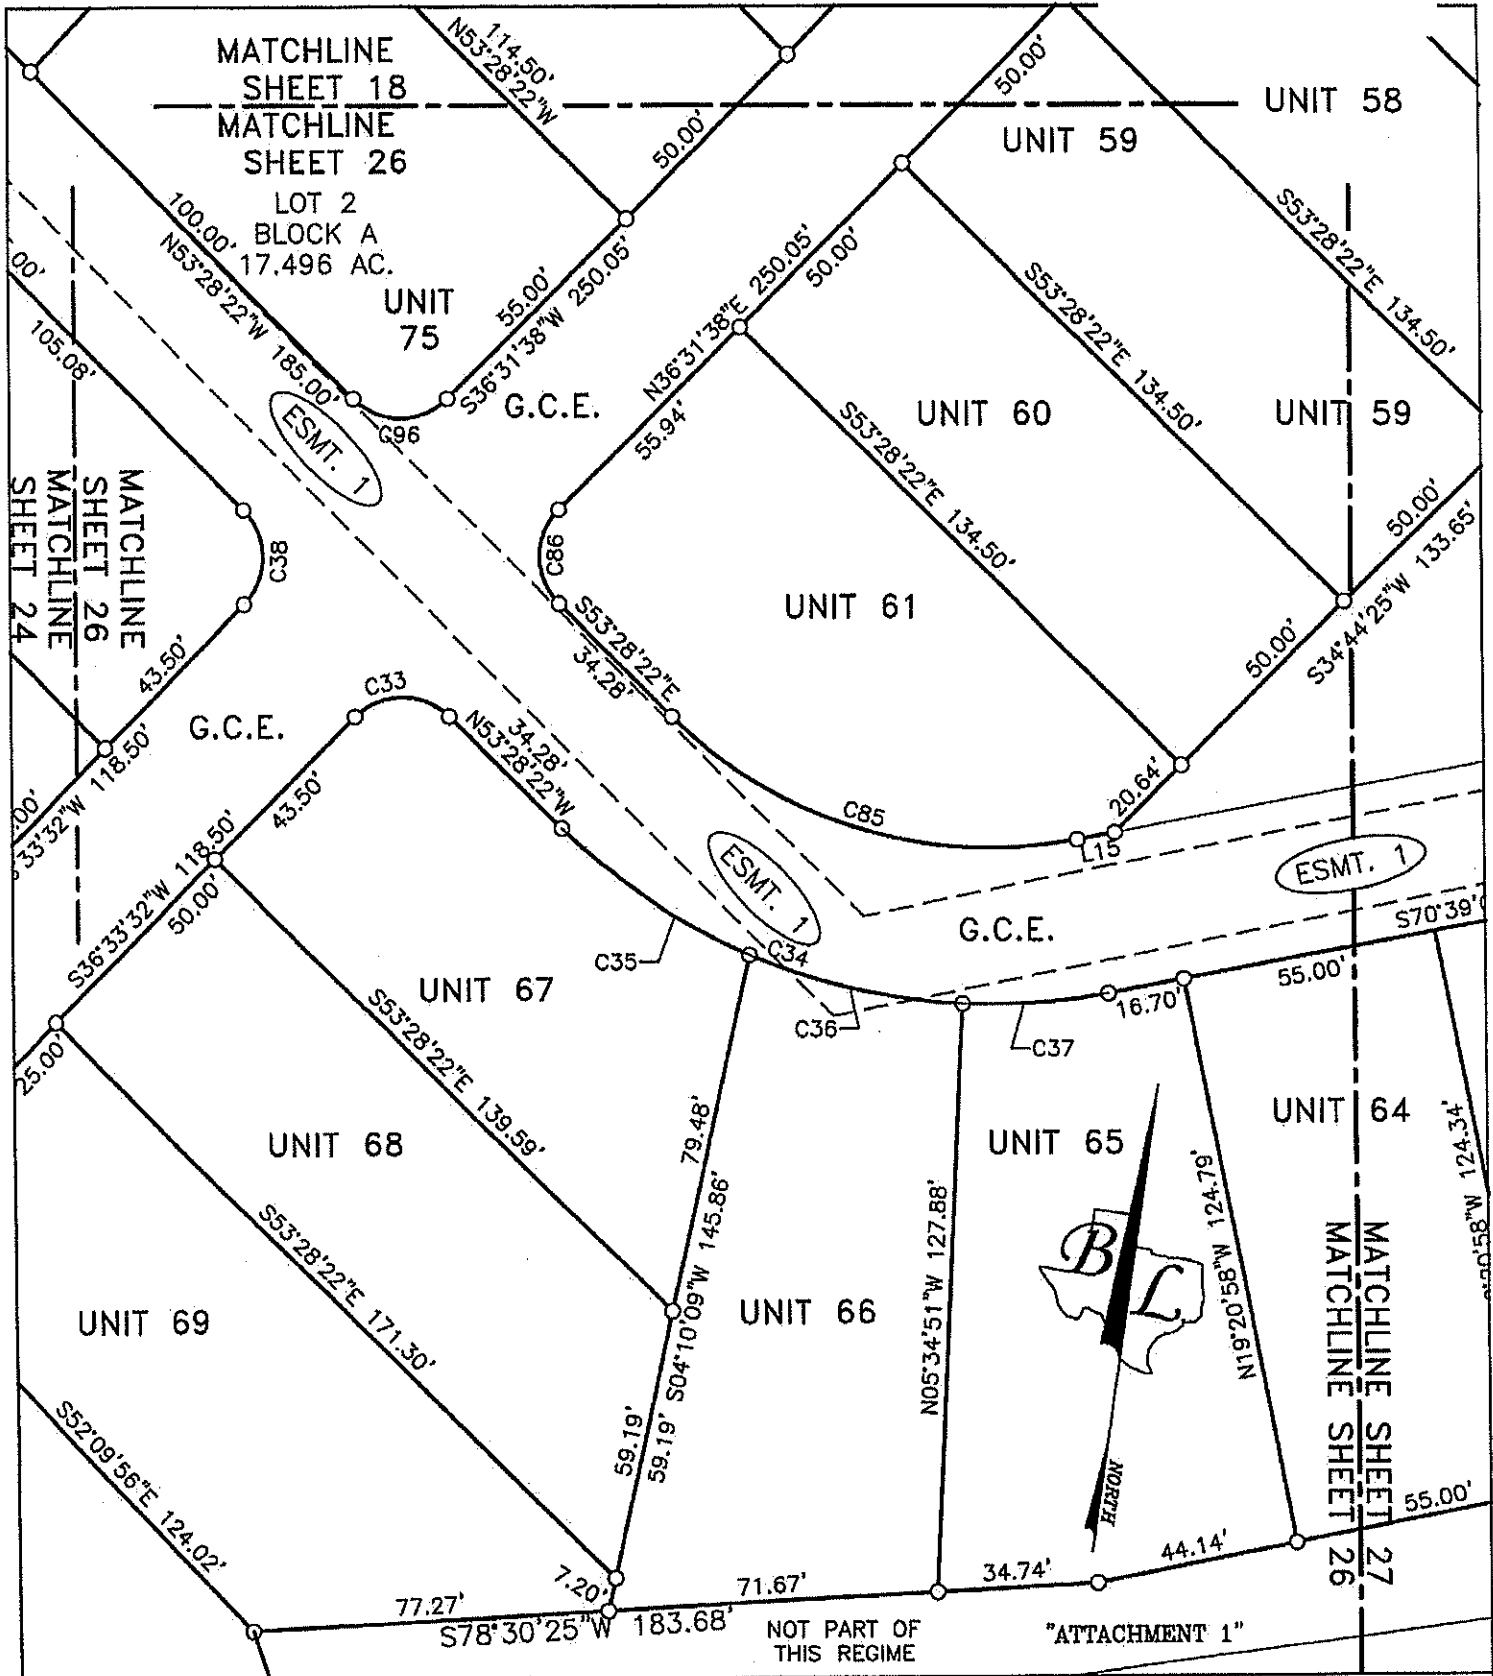 MATCHLINE
SHEET 18
MATCHLINE
SHEET 26
LOT 2
BLOCK A
17.496 AC.
UNIT
75
114.50'
N53°28'22"W
50.00'
50.00'
UNIT 58
UNIT 59
100.00'
N53°28'22"W 185.00'
55.00'
S36°31'38"W 250.05'
N36°31'38"E 250.05'
50.00'
55.94'
S53°28'22"E 134.50'
S53°28'22"E 134.50'
S53°28'22"E 134.50'
UNIT 60
UNIT 59
UNIT 61
50.00'
S34°44'25"W 133.65'
50.00'
20.64'
00'
105.08'
G.C.E.
C96
ESMT. 1
C38
C86
MATCHLINE
SHEET 26
MATCHLINE
SHEET 24
43.50'
118.50'
33'32"W
.00'
G.C.E.
C33
S53°28'22"E
34.28'
34.28'
N53°28'22"W
43.50'
S36°33'32"W 118.50'
50.00'
25.00'
C85
L15
ESMT. 1
ESMT. 1
G.C.E.
C34
C35
C36
C37
16.70'
55.00'
S70°39'0
UNIT 67
S53°28'22"E 139.59'
UNIT 68
S53°28'22"E 171.30'
UNIT 69
S52°09'56"E 124.02'
79.48'
S04°10'09"W 145.86'
59.19'
59.19'
UNIT 66
N05°34'51"W 127.88'
UNIT 65
N19°20'58"W 124.79'
UNIT 64
58"W 124.34'
B L
NORTH
MATCHLINE SHEET 27
MATCHLINE SHEET 26
7.20'
77.27'
71.67'
34.74'
44.14'
55.00'
S78°30'25"W 183.68'
NOT PART OF
THIS REGIME
"ATTACHMENT 1"